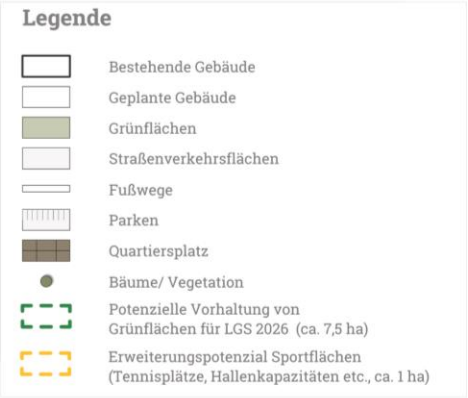 Legende
Bestehende Gebäude
Geplante Gebäude
Grünflächen
Straßenverkehrsflächen
Fußwege
Parken
Quartiersplatz
Bäume/ Vegetation
Potenzielle Vorhaltung von
Grünflächen für LGS 2026 (ca. 7,5 ha)
Erweiterungspotenzial Sportflächen
(Tennisplätze, Hallenkapazitäten etc., ca. 1 ha)